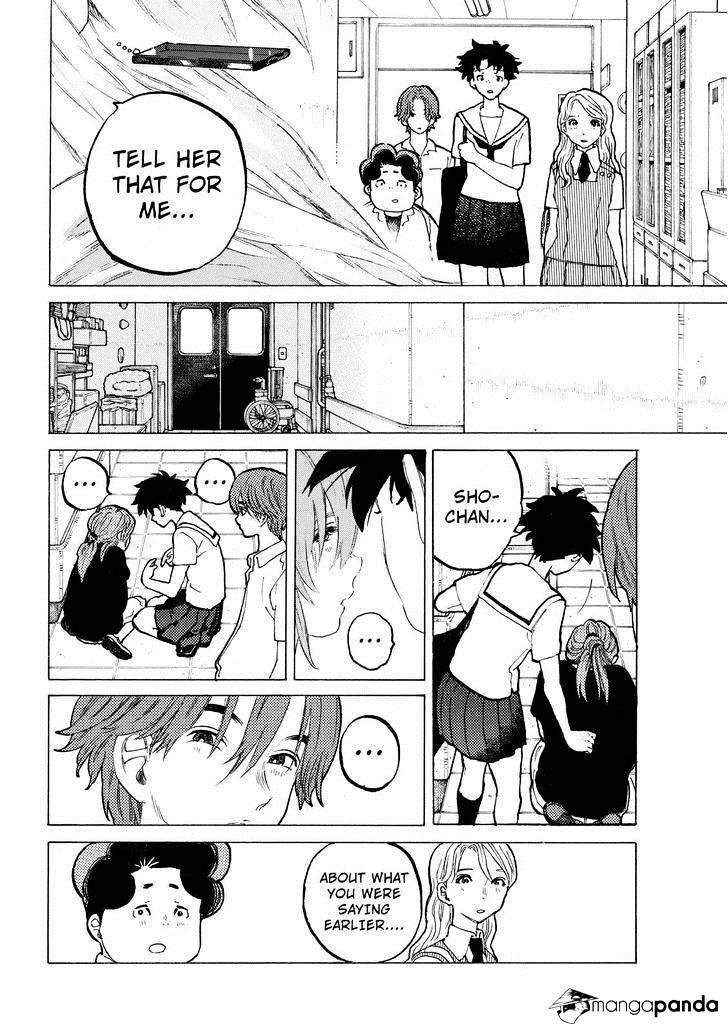 TELL HER
THAT FOR
ME...
SHO-
CHAN...
...
...
...
...
ABOUT
WHAT YOU
WERE
SAYING
EARLIER....
mangapanda